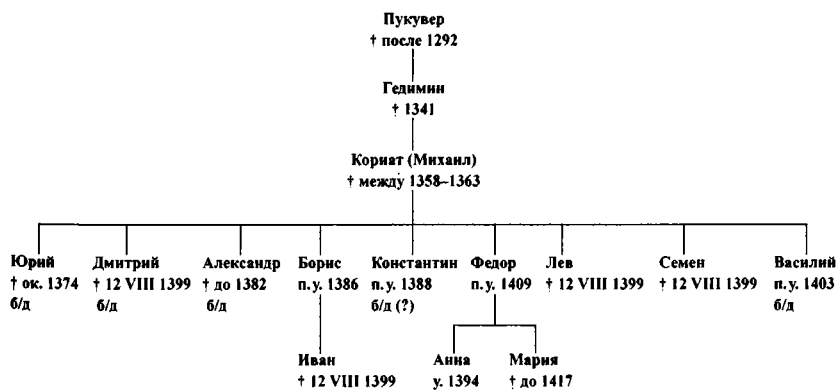 Пукувер
† после 1292
Гедимин
† 1341
Кориат (Михаил)
† между 1358–1363
Юрий Дмитрий Александр Борис Константин Федор Лев Семен Василий
† ок. 1374 † 12 VIII 1399 † до 1382 п. у. 1386 п. у. 1388 п. у. 1409 † 12 VIII 1399 † 12 VIII 1399 п. у. 1403
б/д б/д б/д б/д (?) б/д
Иван Анна Мария
† 12 VIII 1399 у. 1394 † до 1417